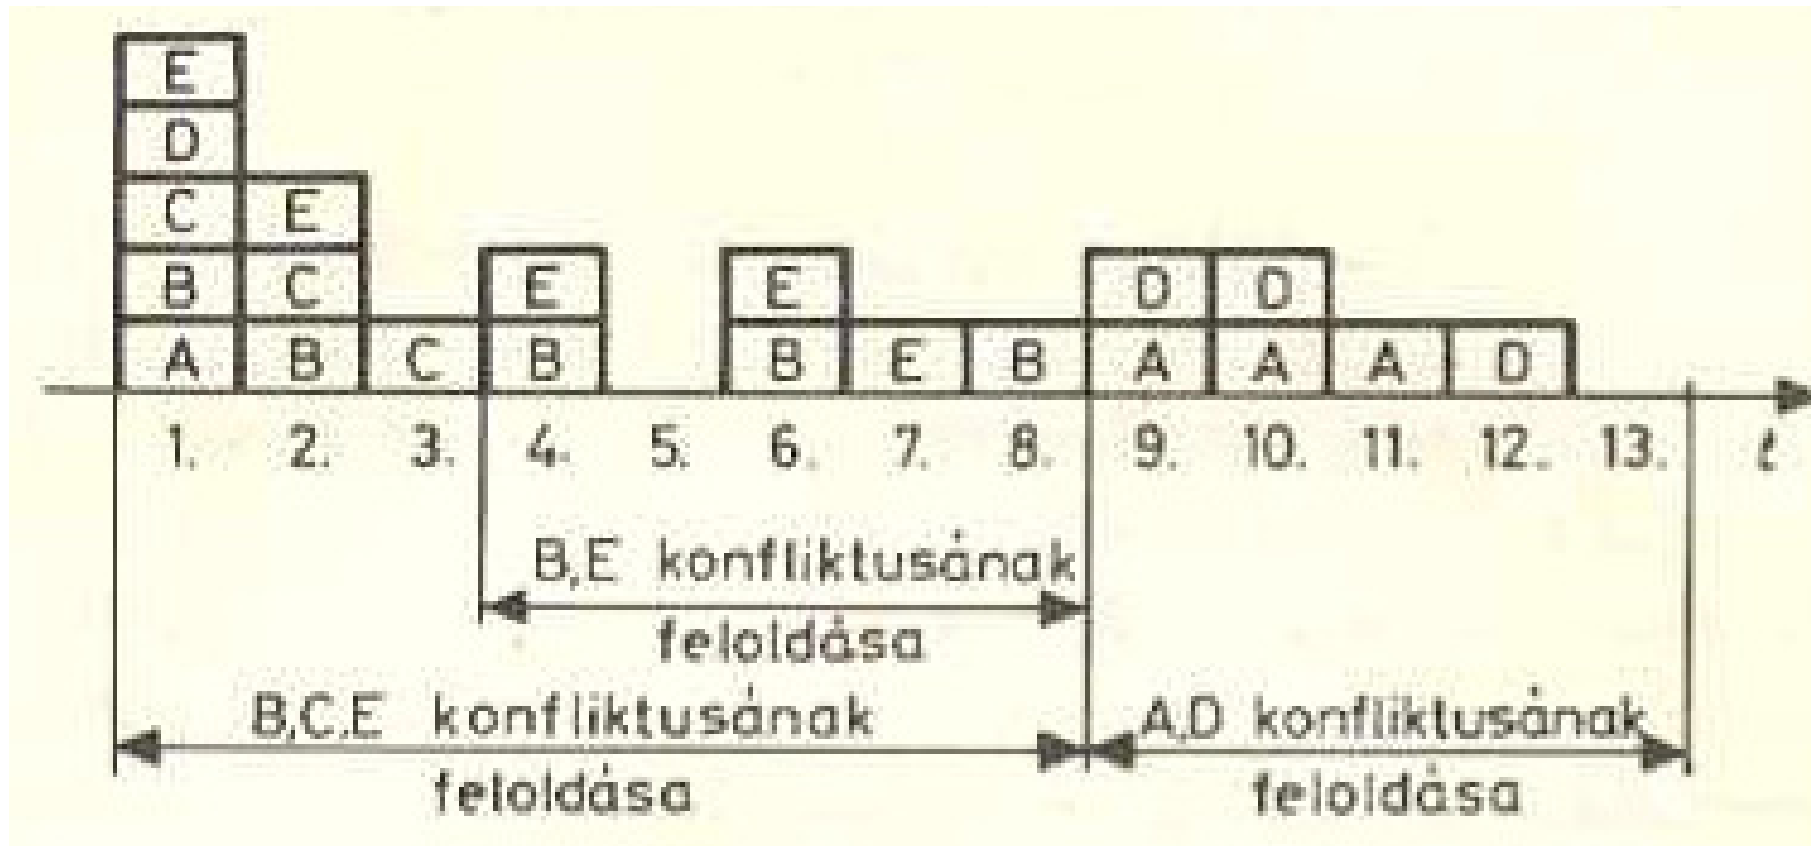 E
D
C E
B C E E D D
A B C B B E B A A A D
1. 2. 3. 4. 5. 6. 7. 8. 9. 10. 11. 12. 13. t
B,E konfliktusának
feloldása
B,C,E konfliktusának A,D konfliktusának
feloldása feloldása